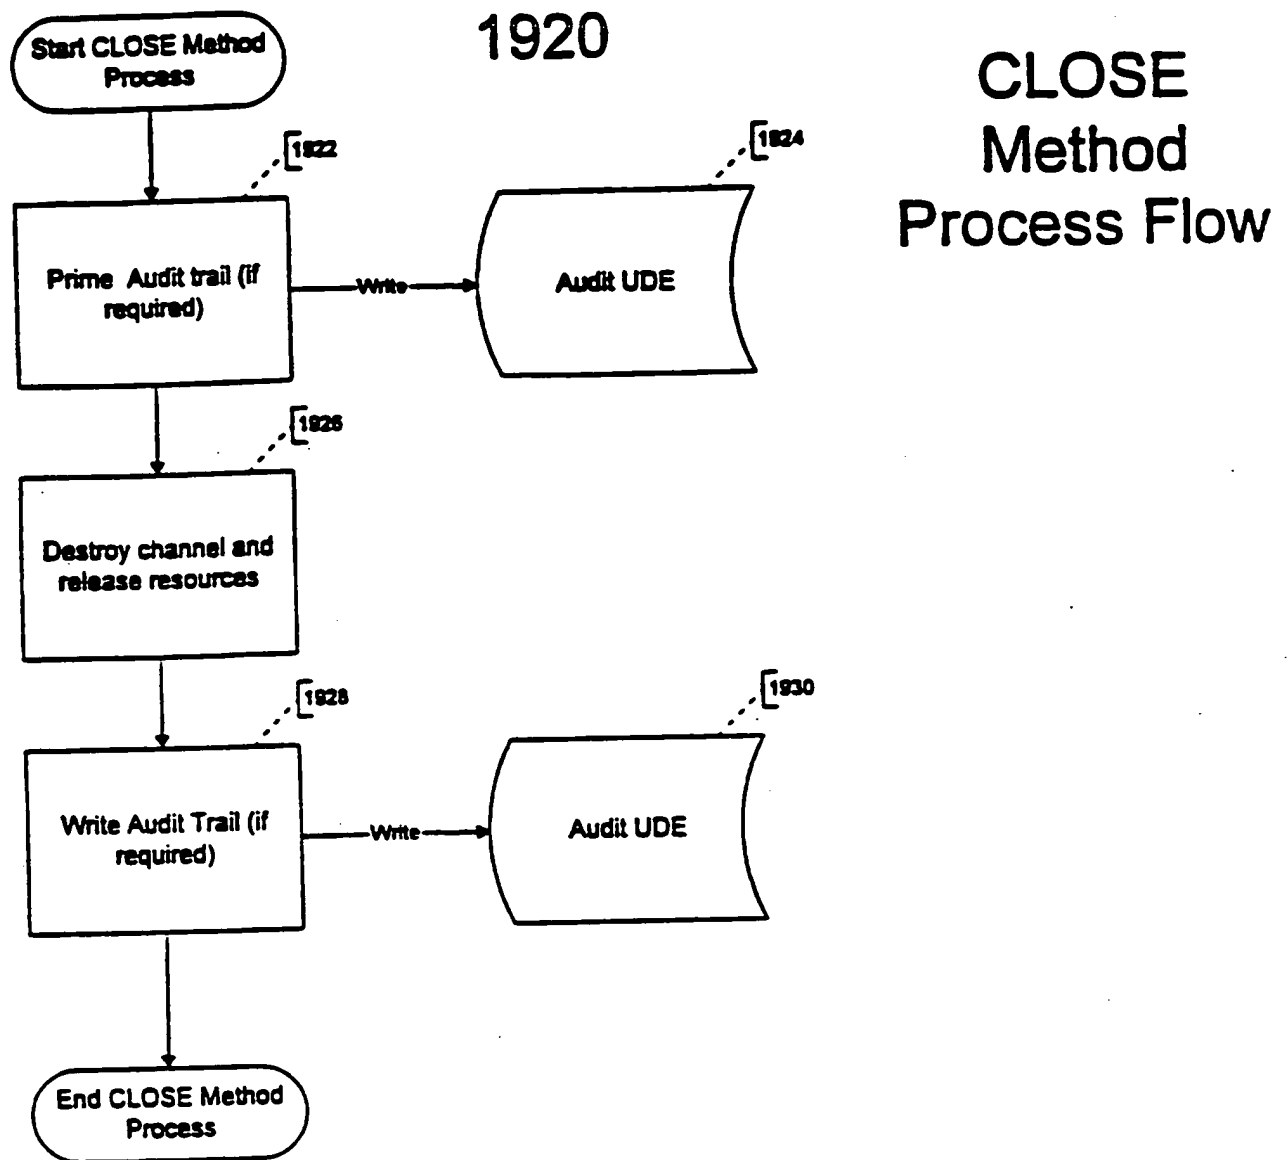 Start CLOSE Method
Process
1920
CLOSE
Method
Process Flow
1922
1924
Prime Audit trail (if
required)
Write
Audit UDE
1926
Destroy channel and
release resources
1928
1930
Write Audit Trail (if
required)
Write
Audit UDE
End CLOSE Method
Process